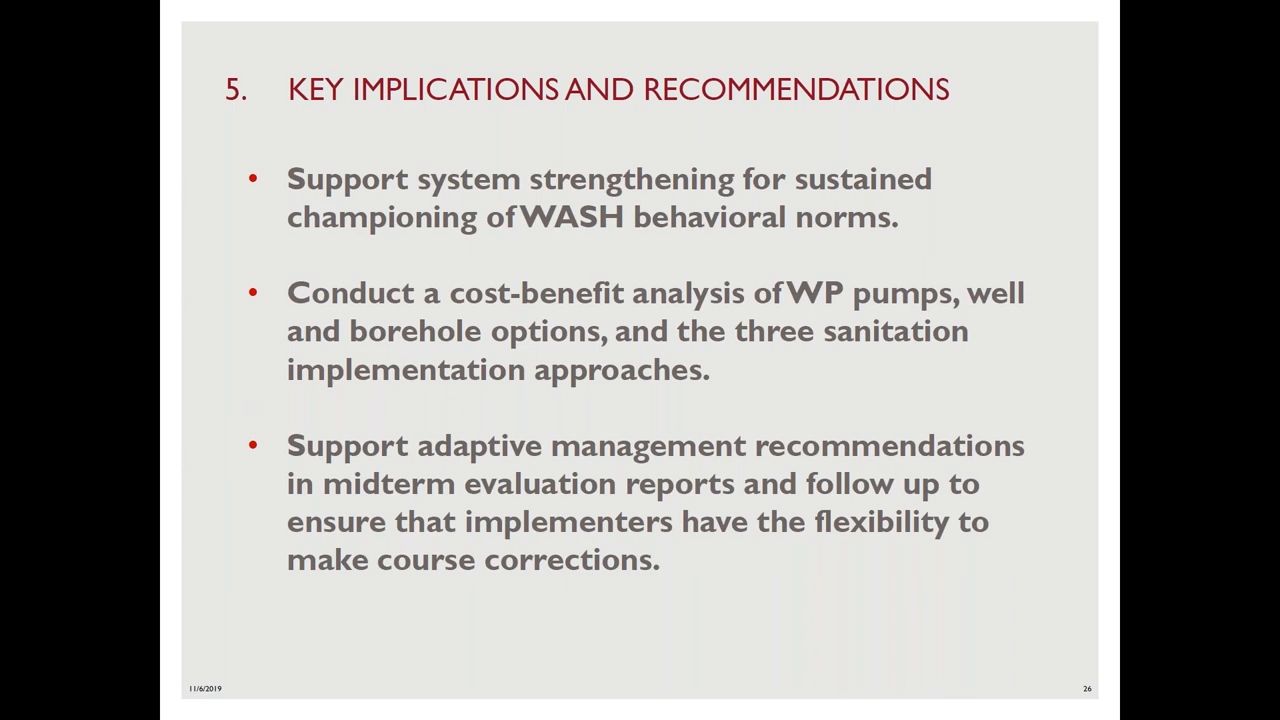 5. KEY IMPLICATIONS AND RECOMMENDATIONS
• Support system strengthening for sustained
championing of WASH behavioral norms.
• Conduct a cost-benefit analysis of WP pumps, well
and borehole options, and the three sanitation
implementation approaches.
• Support adaptive management recommendations
in midterm evaluation reports and follow up to
ensure that implementers have the flexibility to
make course corrections.
11/6/2019
26